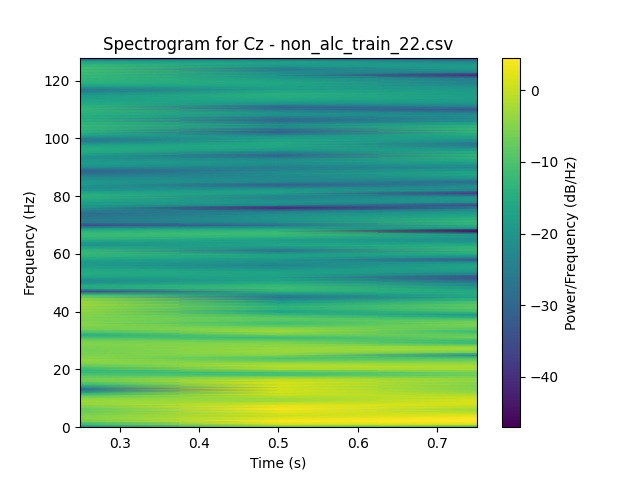 Spectrogram for Cz - non_alc_train_22.csv
120
100
80
60
40
20
0
Frequency (Hz)
0.3 0.4 0.5 0.6 0.7
Time (s)
0
−10
−20
−30
−40
Power/Frequency (dB/Hz)